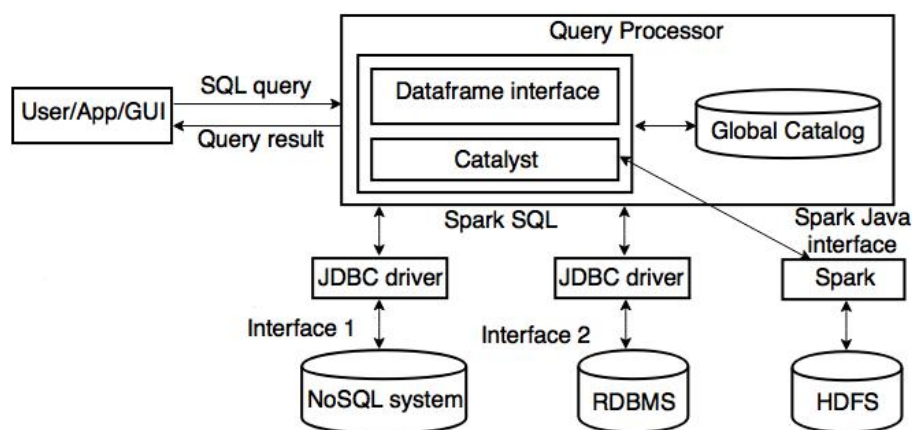 Query Processor
SQL query
Dataframe interface
User/App/GUI
Global Catalog
Query result
Catalyst
Spark SQL
Spark Java
interface
JDBC driver
JDBC driver
Spark
Interface 1
Interface 2
NoSQL system
RDBMS
HDFS